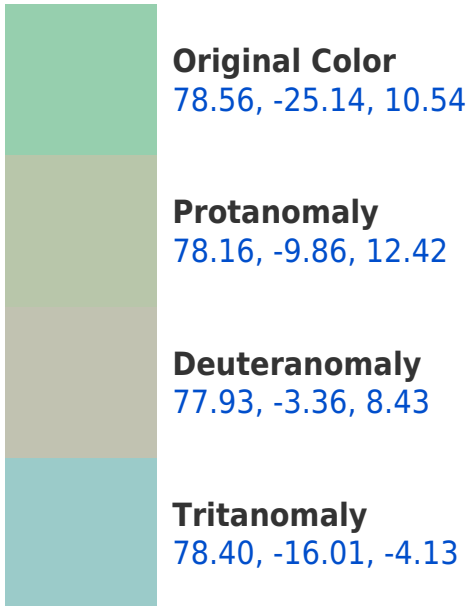 Original Color
78.56, -25.14, 10.54
Protanomaly
78.16, -9.86, 12.42
Deuteranomaly
77.93, -3.36, 8.43
Tritanomaly
78.40, -16.01, -4.13